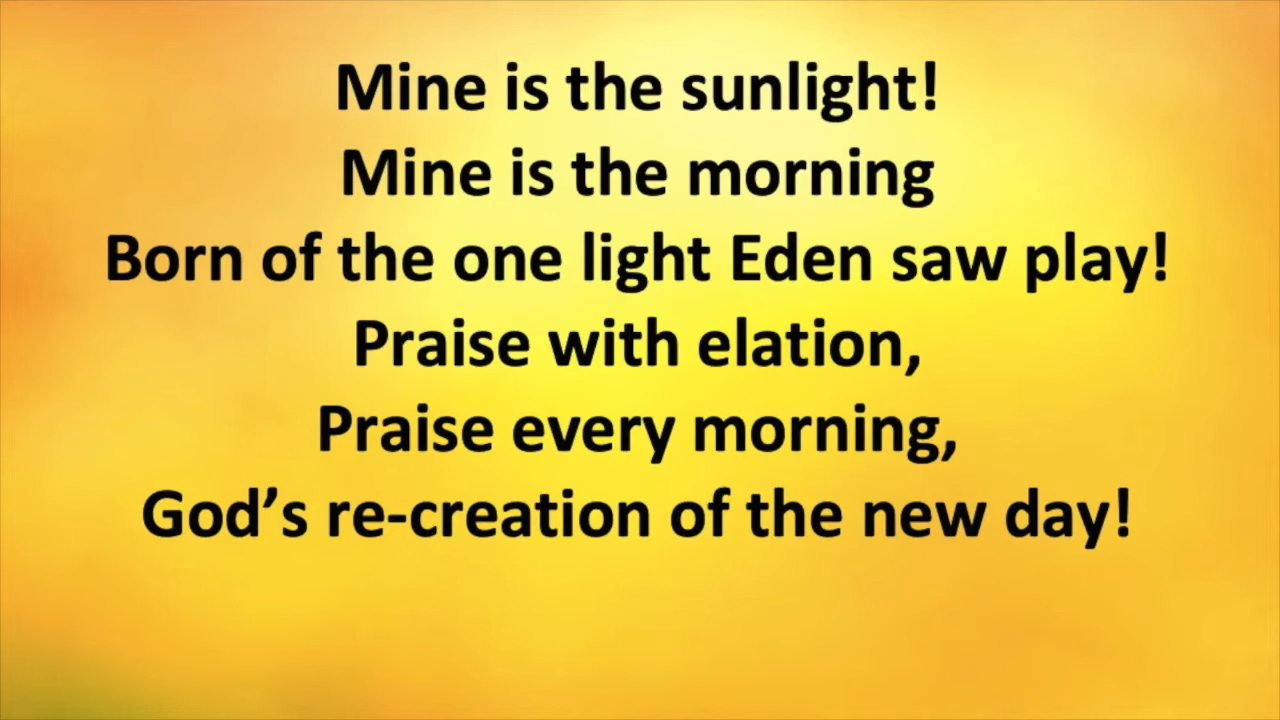 Mine is the sunlight!
Mine is the morning
Born of the one light Eden saw play!
Praise with elation,
Praise every morning,
God’s re-creation of the new day!